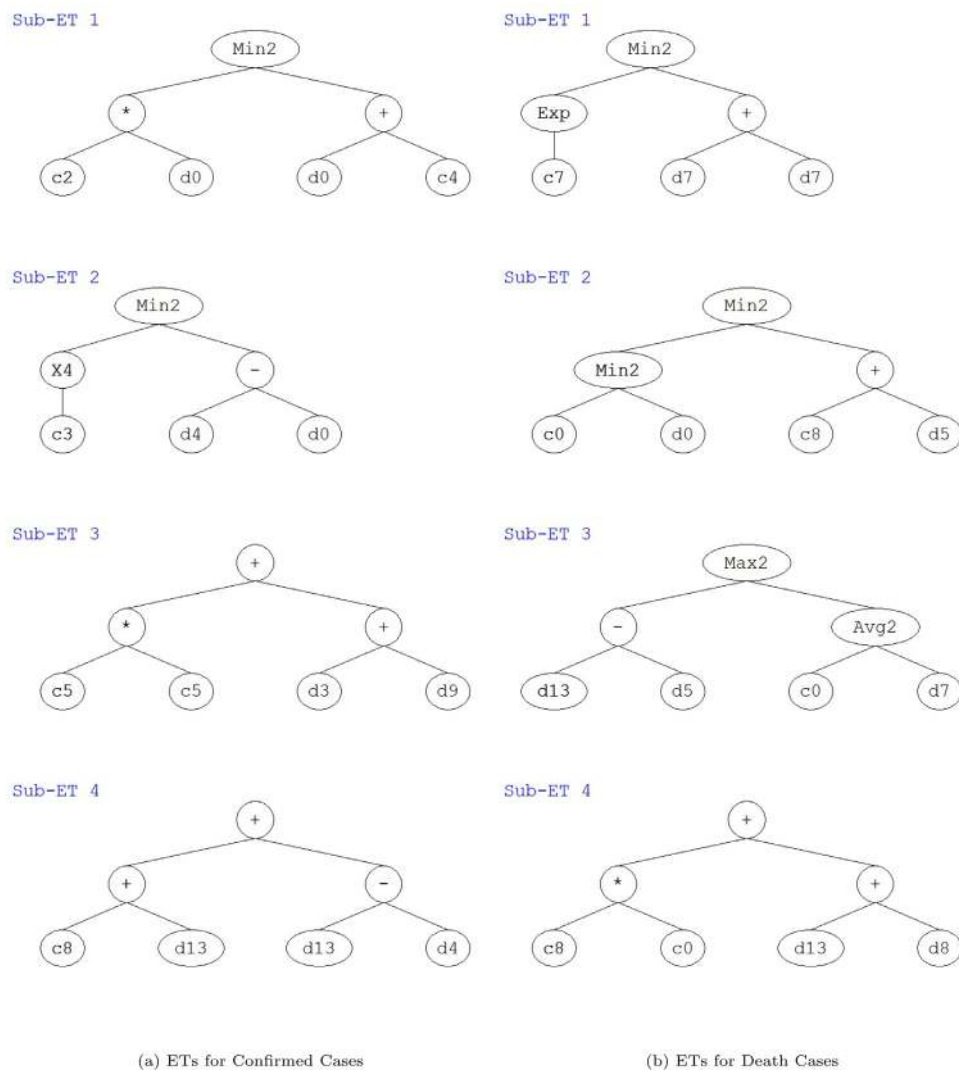 Sub-ET 1
Min2
* +
c2 d0 d0 c4
Sub-ET 2
Min2
X4 -
c3 d4 d0
Sub-ET 3
+
* +
c5 c5 d3 d9
Sub-ET 4
+
+ -
c8 d13 d13 d4
(a) ETs for Confirmed Cases
Sub-ET 1
Min2
Exp +
c7 d7 d7
Sub-ET 2
Min2
Min2 +
c0 d0 c8 d5
Sub-ET 3
Max2
- Avg2
d13 d5 c0 d7
Sub-ET 4
+
* +
c8 c0 d13 d8
(b) ETs for Death Cases